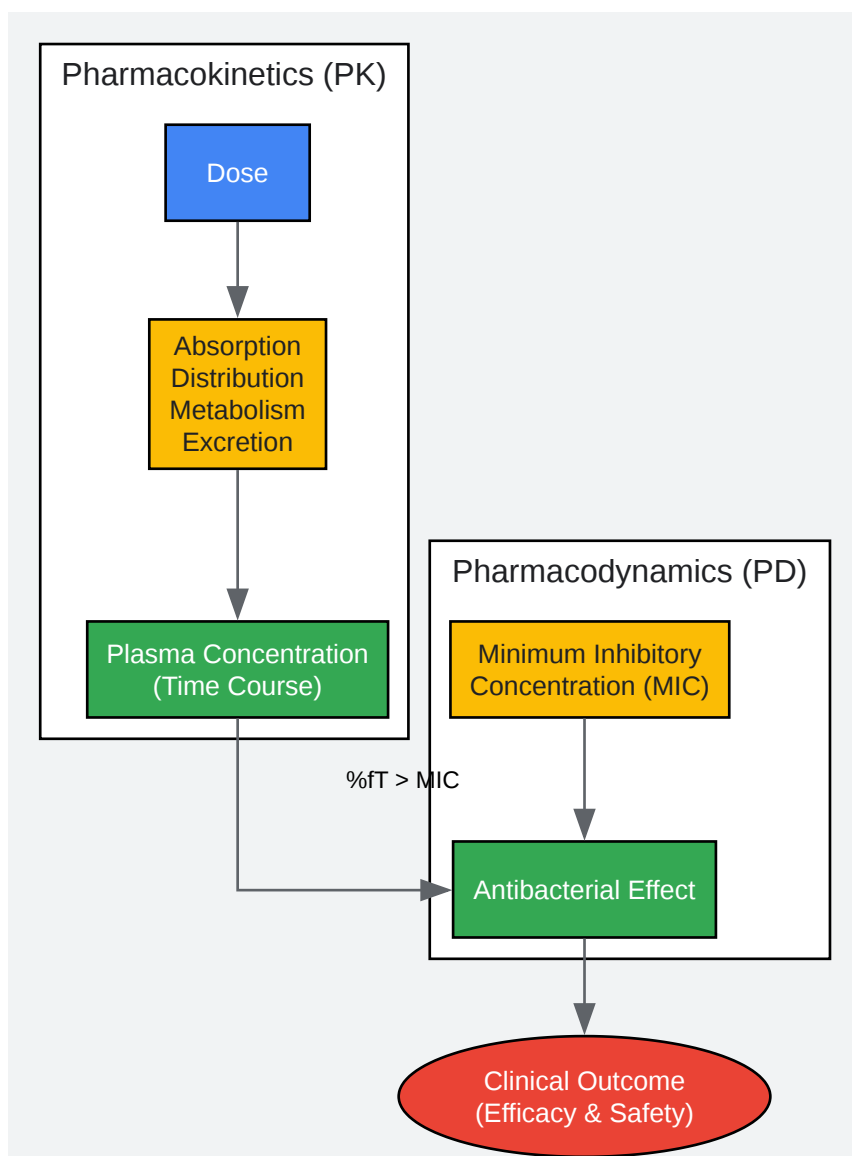 Pharmacokinetics (PK)
Dose
Absorption
Distribution
Metabolism
Excretion
Plasma Concentration
(Time Course)
Pharmacodynamics (PD)
Minimum Inhibitory
Concentration (MIC)
%fT > MIC
Antibacterial Effect
Clinical Outcome
(Efficacy & Safety)